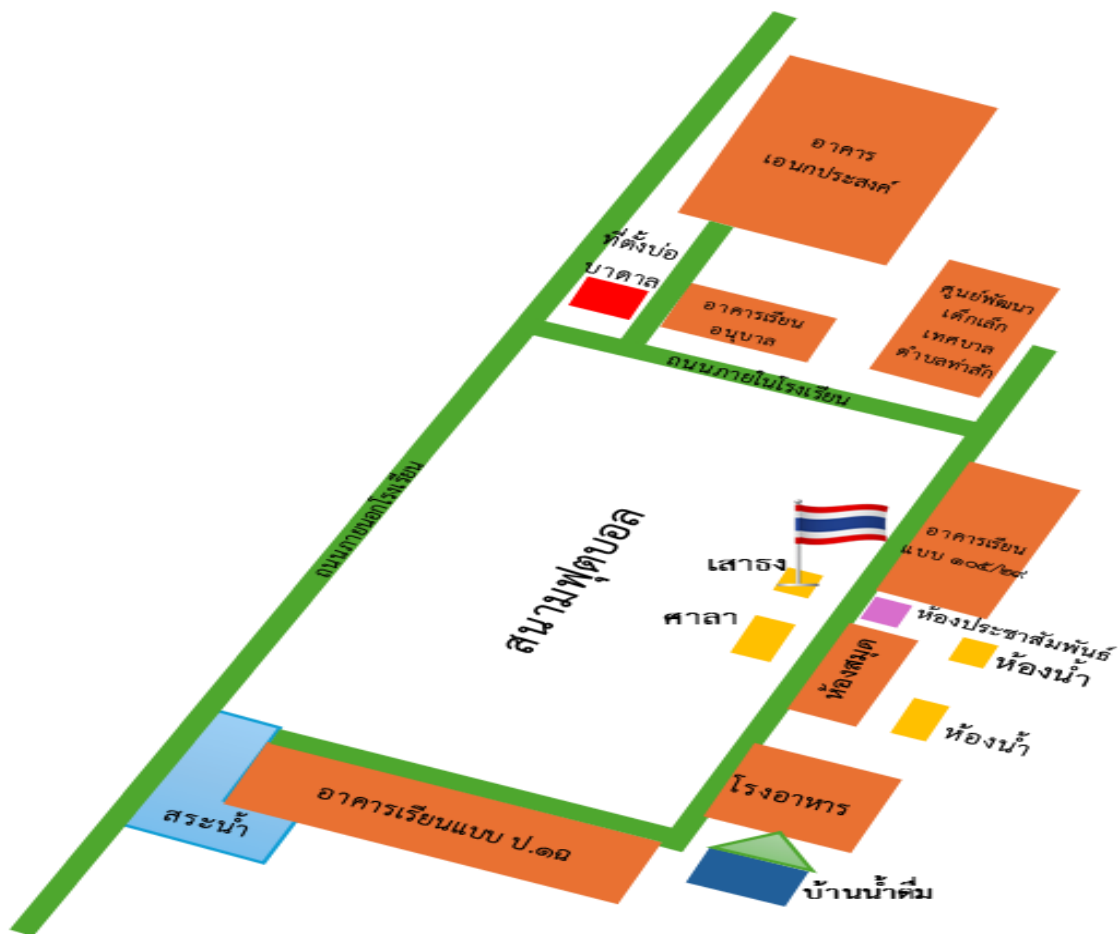 อาคาร
เอนกประสงค์
ที่ตั้งบ่อ
บาดาล
อาคารเรียน
อนุบาล
ศูนย์พัฒนา
เด็กเล็ก
เทศบาล
ตำบลท่าสัก
ถนนภายในโรงเรียน
ถนนภายนอกโรงเรียน
สนามฟุตบอล
เสาธง
ศาลา
อาคารเรียน
แบบ ๑๐๕/๒๙
ห้องประชาสัมพันธ์
ห้องน้ำ
ห้องสมุด
ห้องน้ำ
โรงอาหาร
สระน้ำ
อาคารเรียนแบบ ป.๑ฉ
บ้านน้ำดื่ม